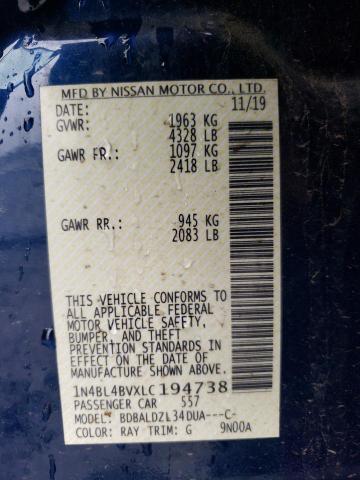 MFD BY NISSAN MOTOR CO., LTD.
DATE: 11/19
GVWR: 1963 KG
4328 LB
GAWR FR.: 1097 KG
2418 LB
GAWR RR.: 945 KG
2083 LB
THIS VEHICLE CONFORMS TO
ALL APPLICABLE FEDERAL
MOTOR VEHICLE SAFETY,
BUMPER, AND THEFT
PREVENTION STANDARDS IN
EFFECT ON THE DATE OF
MANUFACTURE SHOWN ABOVE.
1N4BL4BVXLC194738
PASSENGER CAR 557
MODEL: BDBALDZL34DUA---C-
COLOR: RAY TRIM: G 9N00A